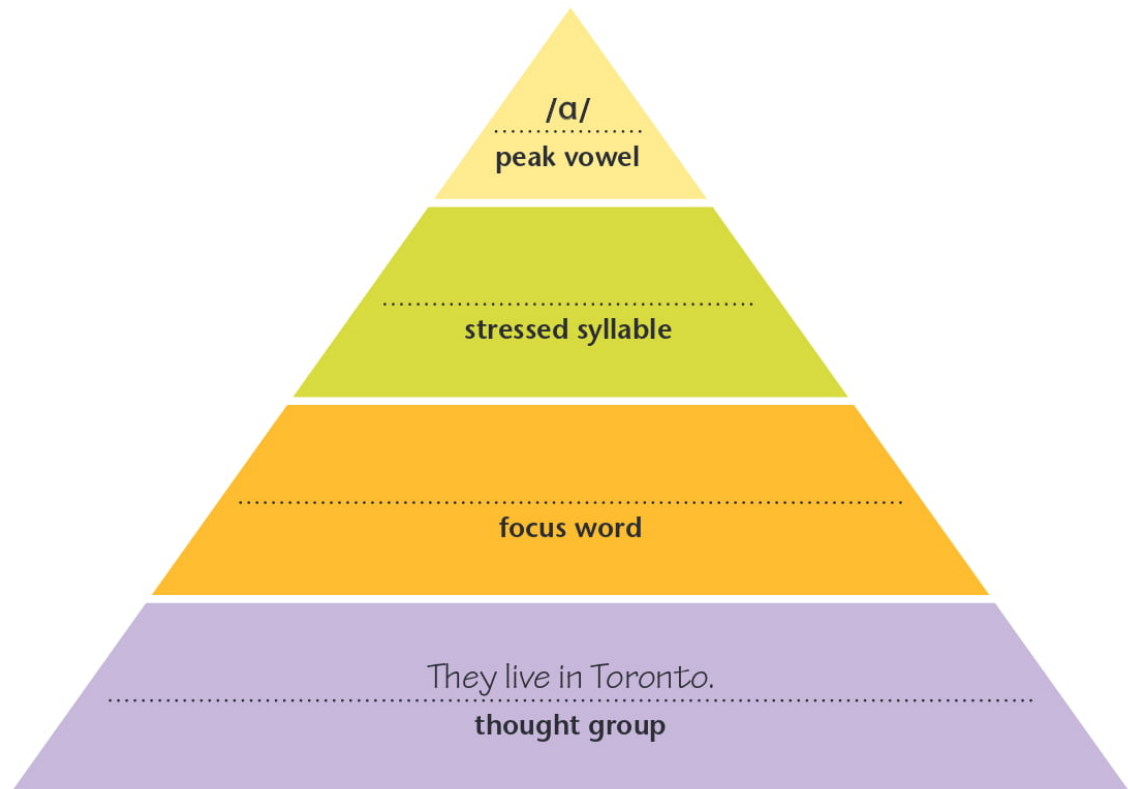 /ɑ/
peak vowel
stressed syllable
focus word
They live in Toronto.
thought group